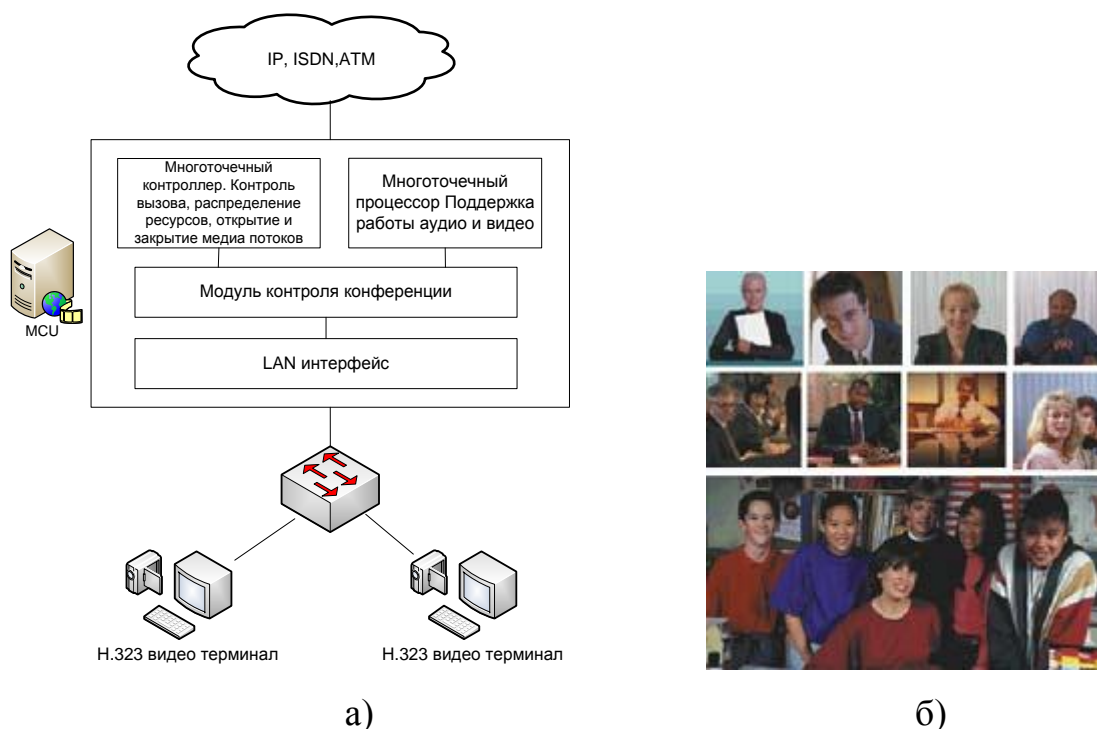 IP, ISDN,ATM
Многоточечный
контроллер. Контроль
вызова, распределение
ресурсов, открытие и
закрытие медиа потоков
Многоточечный
процессор Поддержка
работы аудио и видео
Модуль контроля конференции
MCU
LAN интерфейс
H.323 видео терминал
H.323 видео терминал
а)
б)